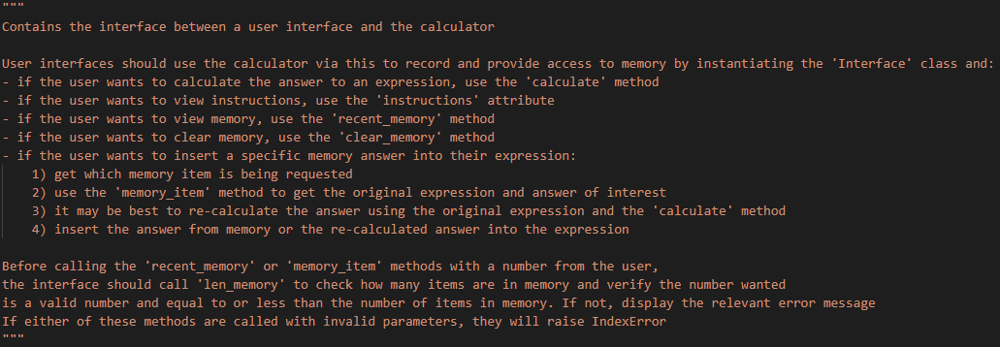 """
Contains the interface between a user interface and the calculator

User interfaces should use the calculator via this to record and provide access to memory by instantiating the 'Interface' class and:
- if the user wants to calculate the answer to an expression, use the 'calculate' method
- if the user wants to view instructions, use the 'instructions' attribute
- if the user wants to view memory, use the 'recent_memory' method
- if the user wants to clear memory, use the 'clear_memory' method
- if the user wants to insert a specific memory answer into their expression:
    1) get which memory item is being requested
    2) use the 'memory_item' method to get the original expression and answer of interest
    3) it may be best to re-calculate the answer using the original expression and the 'calculate' method
    4) insert the answer from memory or the re-calculated answer into the expression

Before calling the 'recent_memory' or 'memory_item' methods with a number from the user,
the interface should call 'len_memory' to check how many items are in memory and verify the number wanted
is a valid number and equal to or less than the number of items in memory. If not, display the relevant error message
If either of these methods are called with invalid parameters, they will raise IndexError
"""